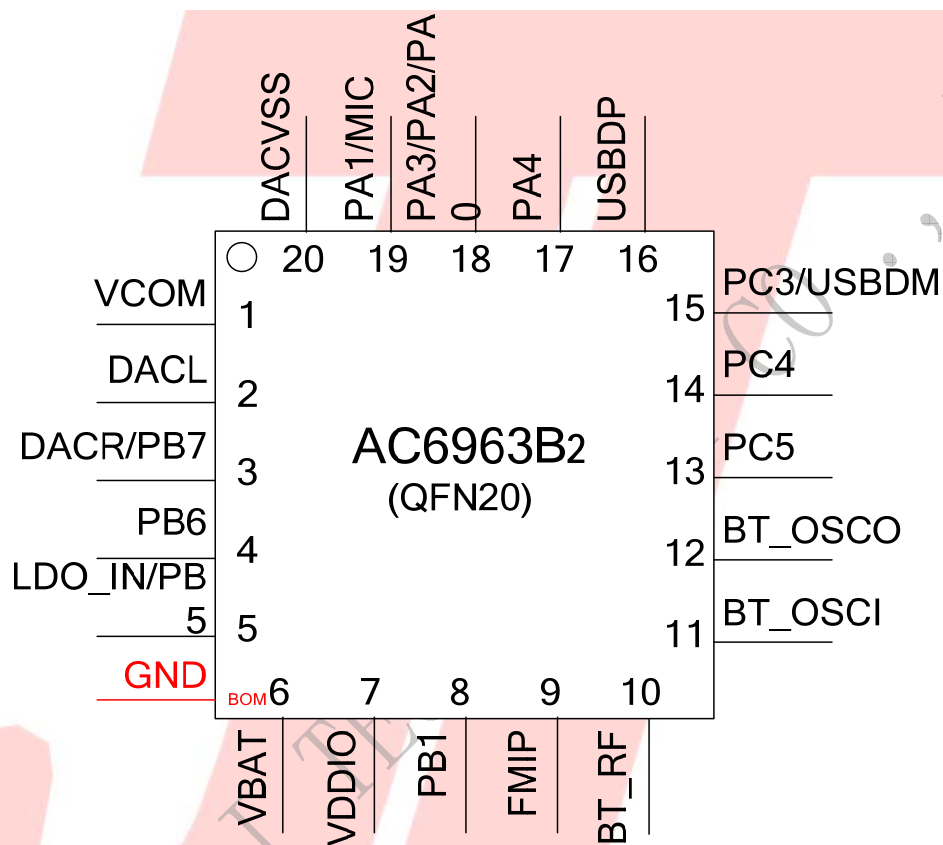 DACVSS
PA1/MIC
PA3/PA2/PA
0
PA4
USBDP
20
19
18
17
16
VCOM
1
DACL
2
DACR/PB7
3
PB6
4
LDO_IN/PB
5
5
GND
BOM
AC6963B2
(QFN20)
15
PC3/USBDM
14
PC4
13
PC5
12
BT_OSCO
11
BT_OSCI
6
7
8
9
10
VBAT
VDDIO
PB1
FMIP
BT_RF
CO.,